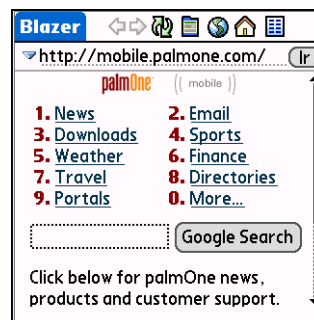 Blazer
http://mobile.palmone.com/ Ir
palmOne (( mobile ))
1. News 2. Email
3. Downloads 4. Sports
5. Weather 6. Finance
7. Travel 8. Directories
9. Portals 0. More...
Google Search
Click below for palmOne news,
products and customer support.